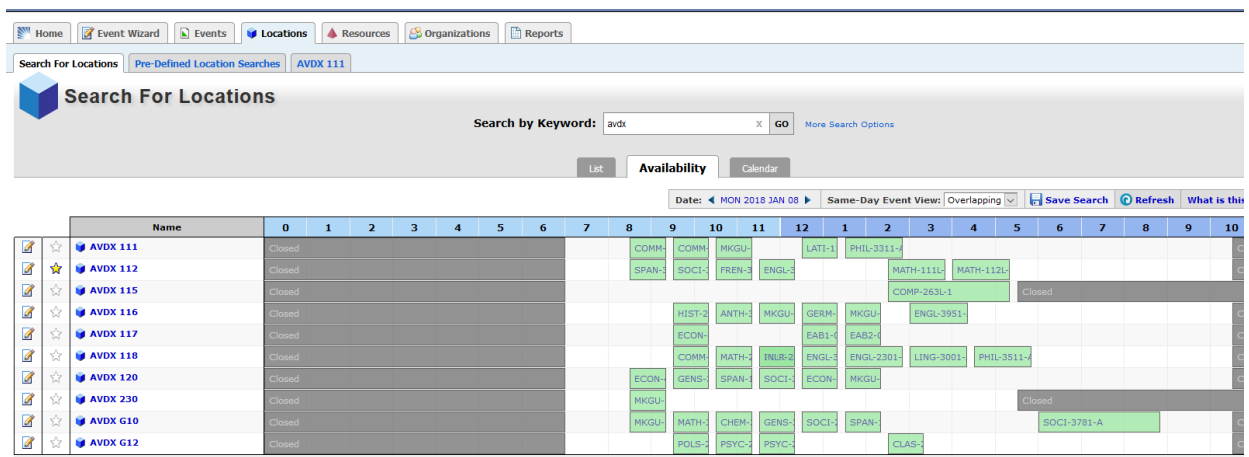 Home Event Wizard Events Locations Resources Organizations Reports
Search For Locations Pre-Defined Location Searches AVDX 111
Search For Locations
Search by Keyword: avdx x GO More Search Options
List Availability Calendar
Date: MON 2018 JAN 08 Same-Day Event View: Overlapping Save Search Refresh What is this
Name 0 1 2 3 4 5 6 7 8 9 10 11 12 1 2 3 4 5 6 7 8 9 10
AVDX 111 Closed COMM- COMM- MKGU- LATI-1 PHIL-3311-A C
AVDX 112 Closed SPAN-3 SOCI- FREN-3 ENGL-3 MATH-111L- MATH-112L- C
AVDX 115 Closed COMP-263L-1 Closed
AVDX 116 Closed HIST-2 ANTH-3 MKGU- GERM- MKGU- ENGL-3951- C
AVDX 117 Closed ECON- EAB1-0 EAB2-0 C
AVDX 118 Closed COMM- MATH-2 INLR-2 ENGL-3 ENGL-2301- LING-3001- PHIL-3511-A C
AVDX 120 Closed ECON- GENS- SPAN-1 SOCI- ECON- MKGU- C
AVDX 230 Closed MKGU- Closed
AVDX G10 Closed MKGU- MATH- CHEM- GENS- SOCI-2 SPAN- SOCI-3781-A C
AVDX G12 Closed POLS-2 PSYC-2 PSYC-2 CLAS- C